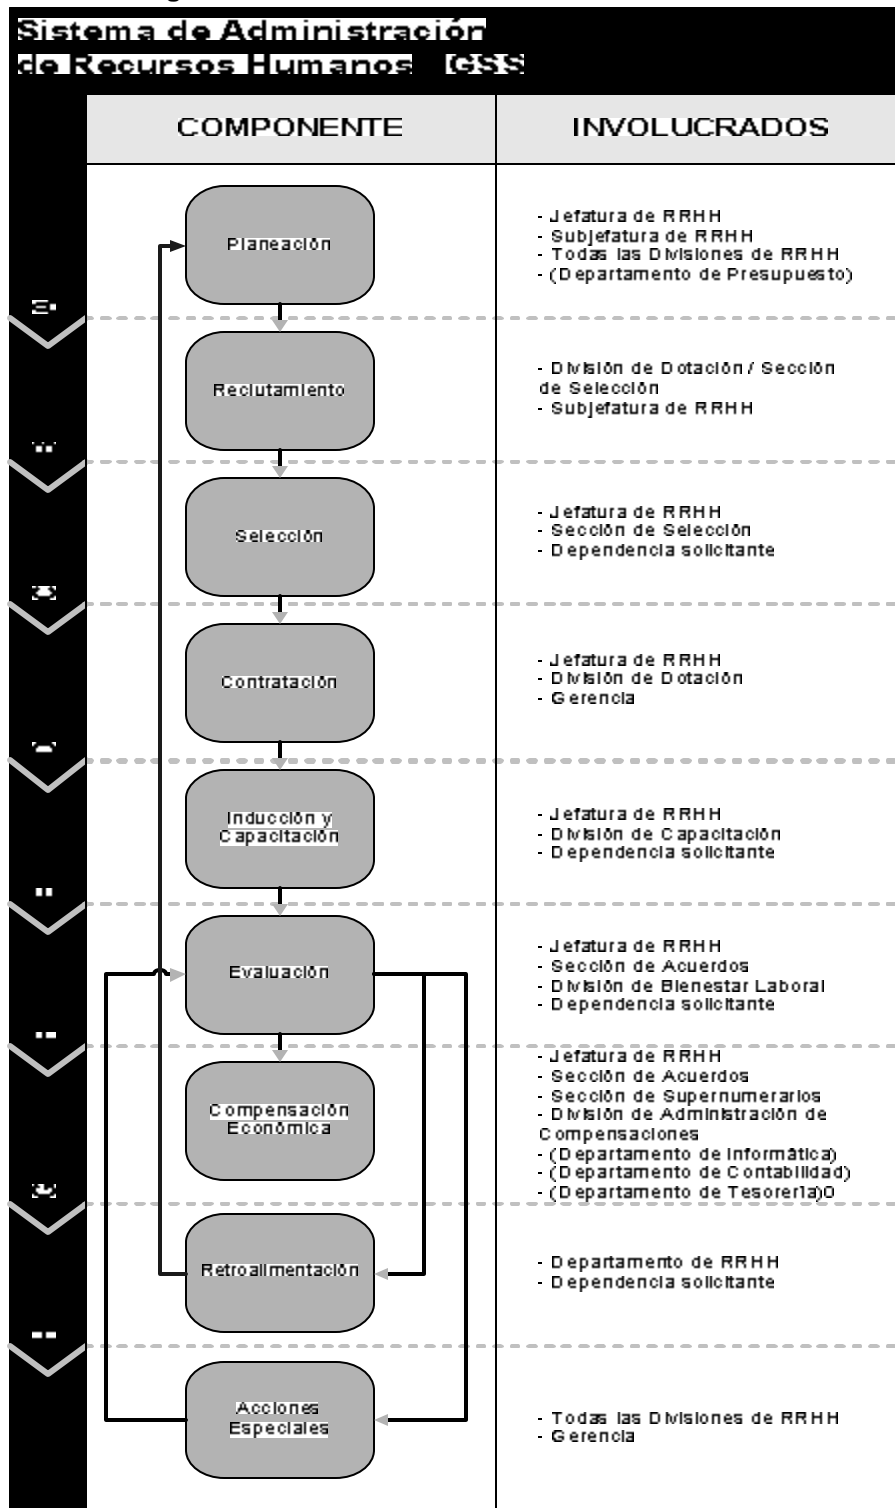 Sistema de Administración
de Recursos Humanos IGSS
COMPONENTE
INVOLUCRADOS
Planeación
- Jefatura de RRHH
- Subjefatura de RRHH
- Todas las Divisiones de RRHH
- (Departamento de Presupuesto)
Reclutamiento
- División de Dotación / Sección
de Selección
- Subjefatura de RRHH
Selección
- Jefatura de RRHH
- Sección de Selección
- Dependencia solicitante
Contratación
- Jefatura de RRHH
- División de Dotación
- Gerencia
Inducción y
Capacitación
- Jefatura de RRHH
- División de Capacitación
- Dependencia solicitante
Evaluación
- Jefatura de RRHH
- Sección de Acuerdos
- División de Bienestar Laboral
- Dependencia solicitante
Compensación
Económica
- Jefatura de RRHH
- Sección de Acuerdos
- Sección de Supernumerarios
- División de Administración de
Compensaciones
- (Departamento de Informática)
- (Departamento de Contabilidad)
- (Departamento de Tesorería)0
Retroalimentación
- Departamento de RRHH
- Dependencia solicitante
Acciones
Especiales
- Todas las Divisiones de RRHH
- Gerencia